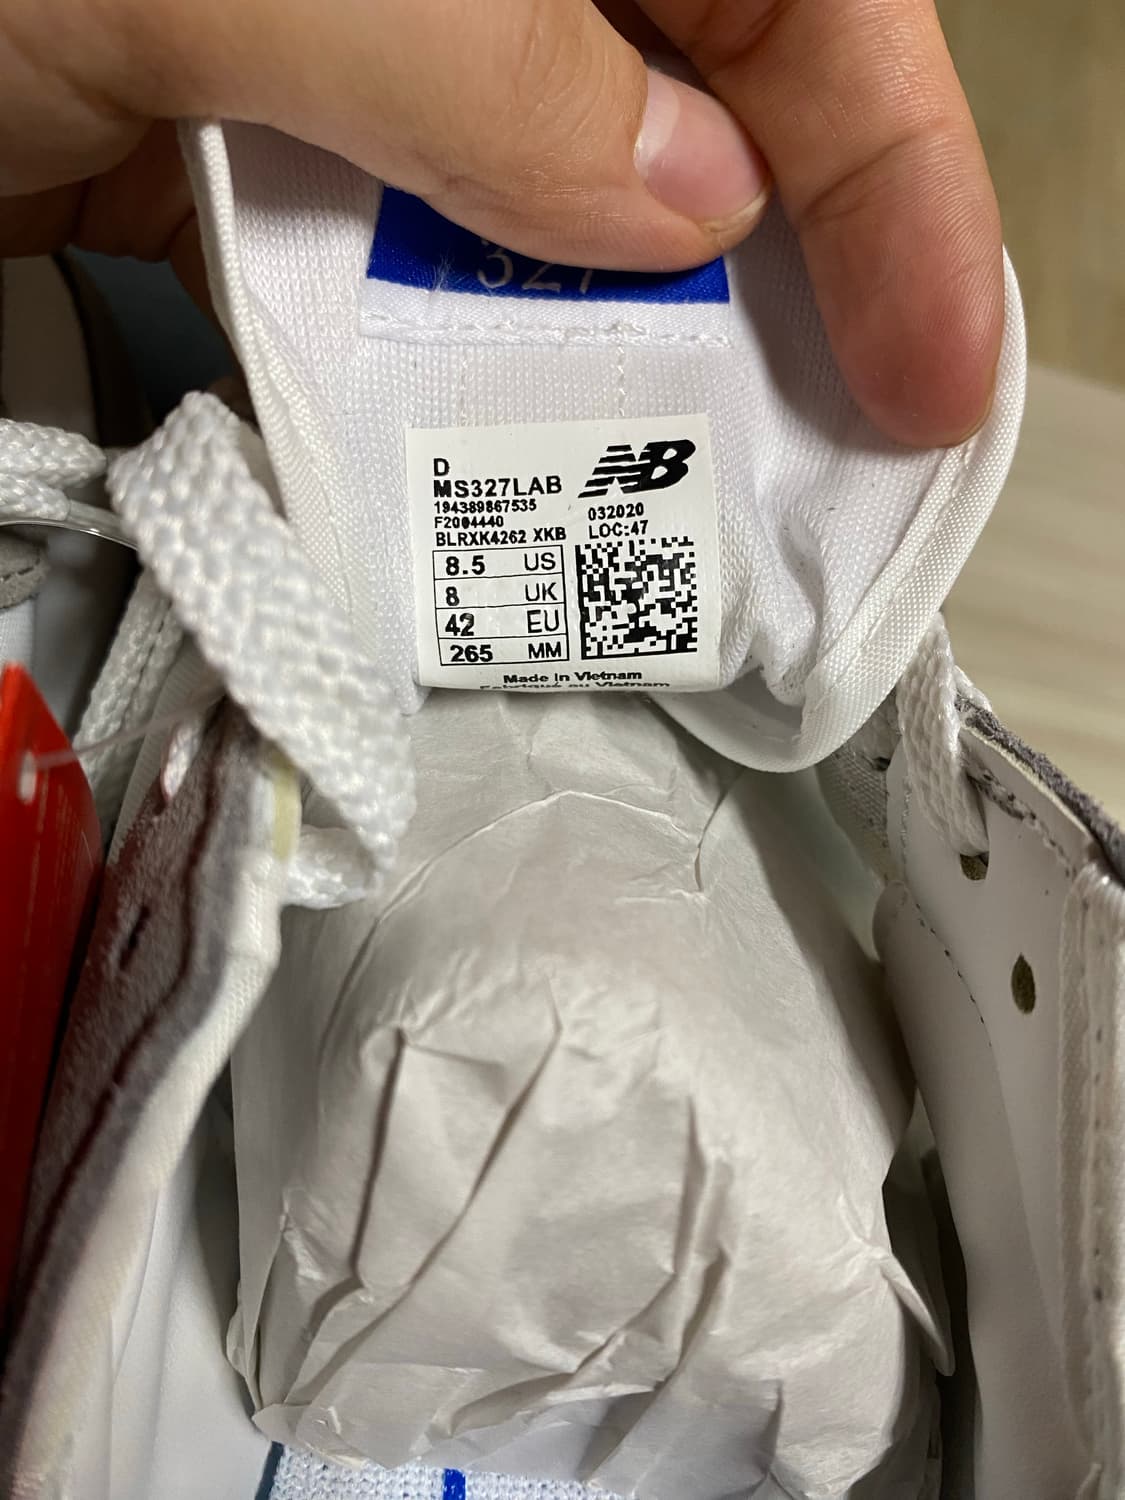 327
D
MS327LAB
194389867535
F2004440
BLRXK4262 XKB
NB
032020
LOC:47
8.5 US
8 UK
42 EU
265 MM
Made in Vietnam
Fabriqué au Vietnam